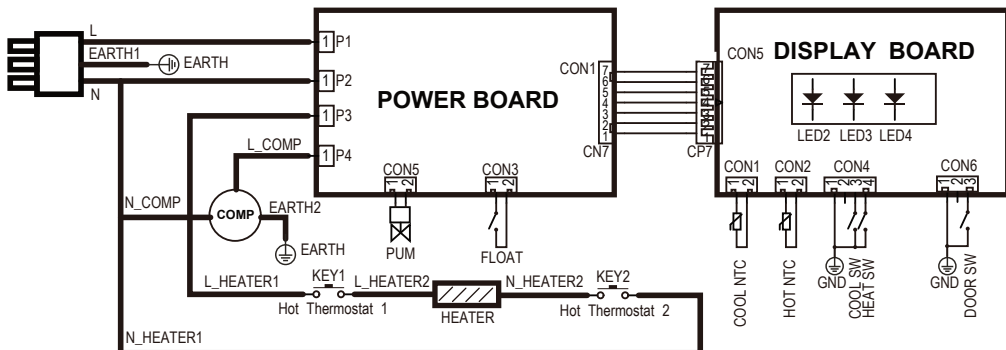 L
EARTH1
EARTH
N
1 P1
1 P2
1 P3
1 P4
POWER BOARD
CON1
7
6
5
4
3
2
1
CN7
CP7
CON5
DISPLAY BOARD
LED2 LED3 LED4
L_COMP
N_COMP
COMP
EARTH2
EARTH
CON5
1 2
PUM
CON3
1 2
FLOAT
CON1
1 2
COOL NTC
CON2
1 2
HOT NTC
CON4
1 2 3 4
GND
COOL SW
HEAT SW
CON6
1 2 3
GND
DOOR SW
L_HEATER1
KEY1
Hot Thermostat 1
L_HEATER2
HEATER
N_HEATER2
KEY2
Hot Thermostat 2
N_HEATER1